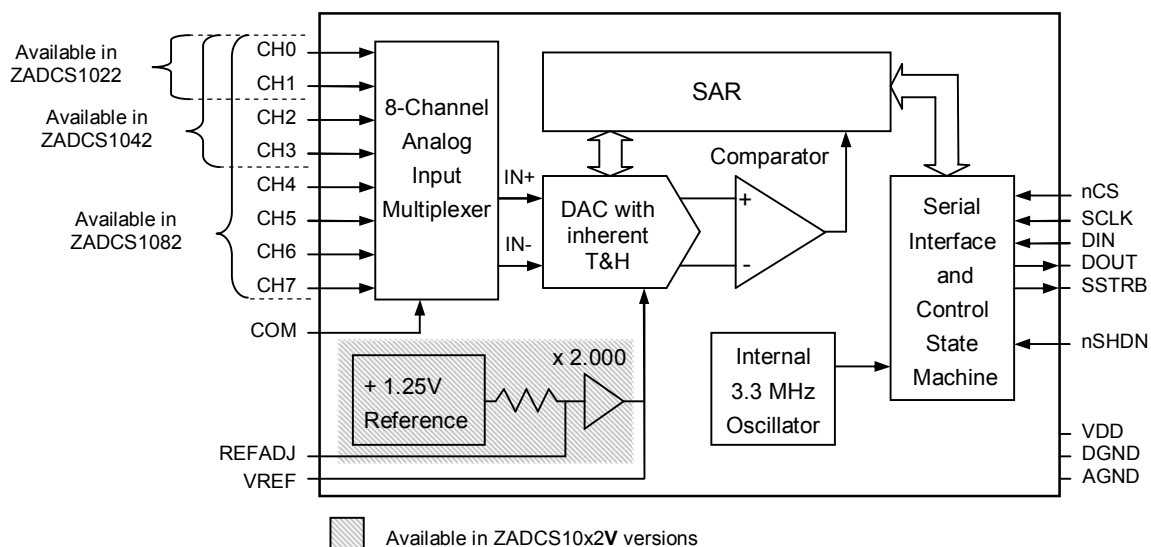 Available in
ZADCS1022
Available in
ZADCS1042
Available in
ZADCS1082
CH0
CH1
CH2
CH3
CH4
CH5
CH6
CH7
COM
REFADJ
VREF
8-Channel
Analog
Input
Multiplexer
IN+
IN-
SAR
DAC with
inherent
T&H
Comparator
+
-
x 2.000
+ 1.25V
Reference
Internal
3.3 MHz
Oscillator
Serial
Interface
and
Control
State
Machine
nCS
SCLK
DIN
DOUT
SSTRB
nSHDN
VDD
DGND
AGND
Available in ZADCS10x2V versions